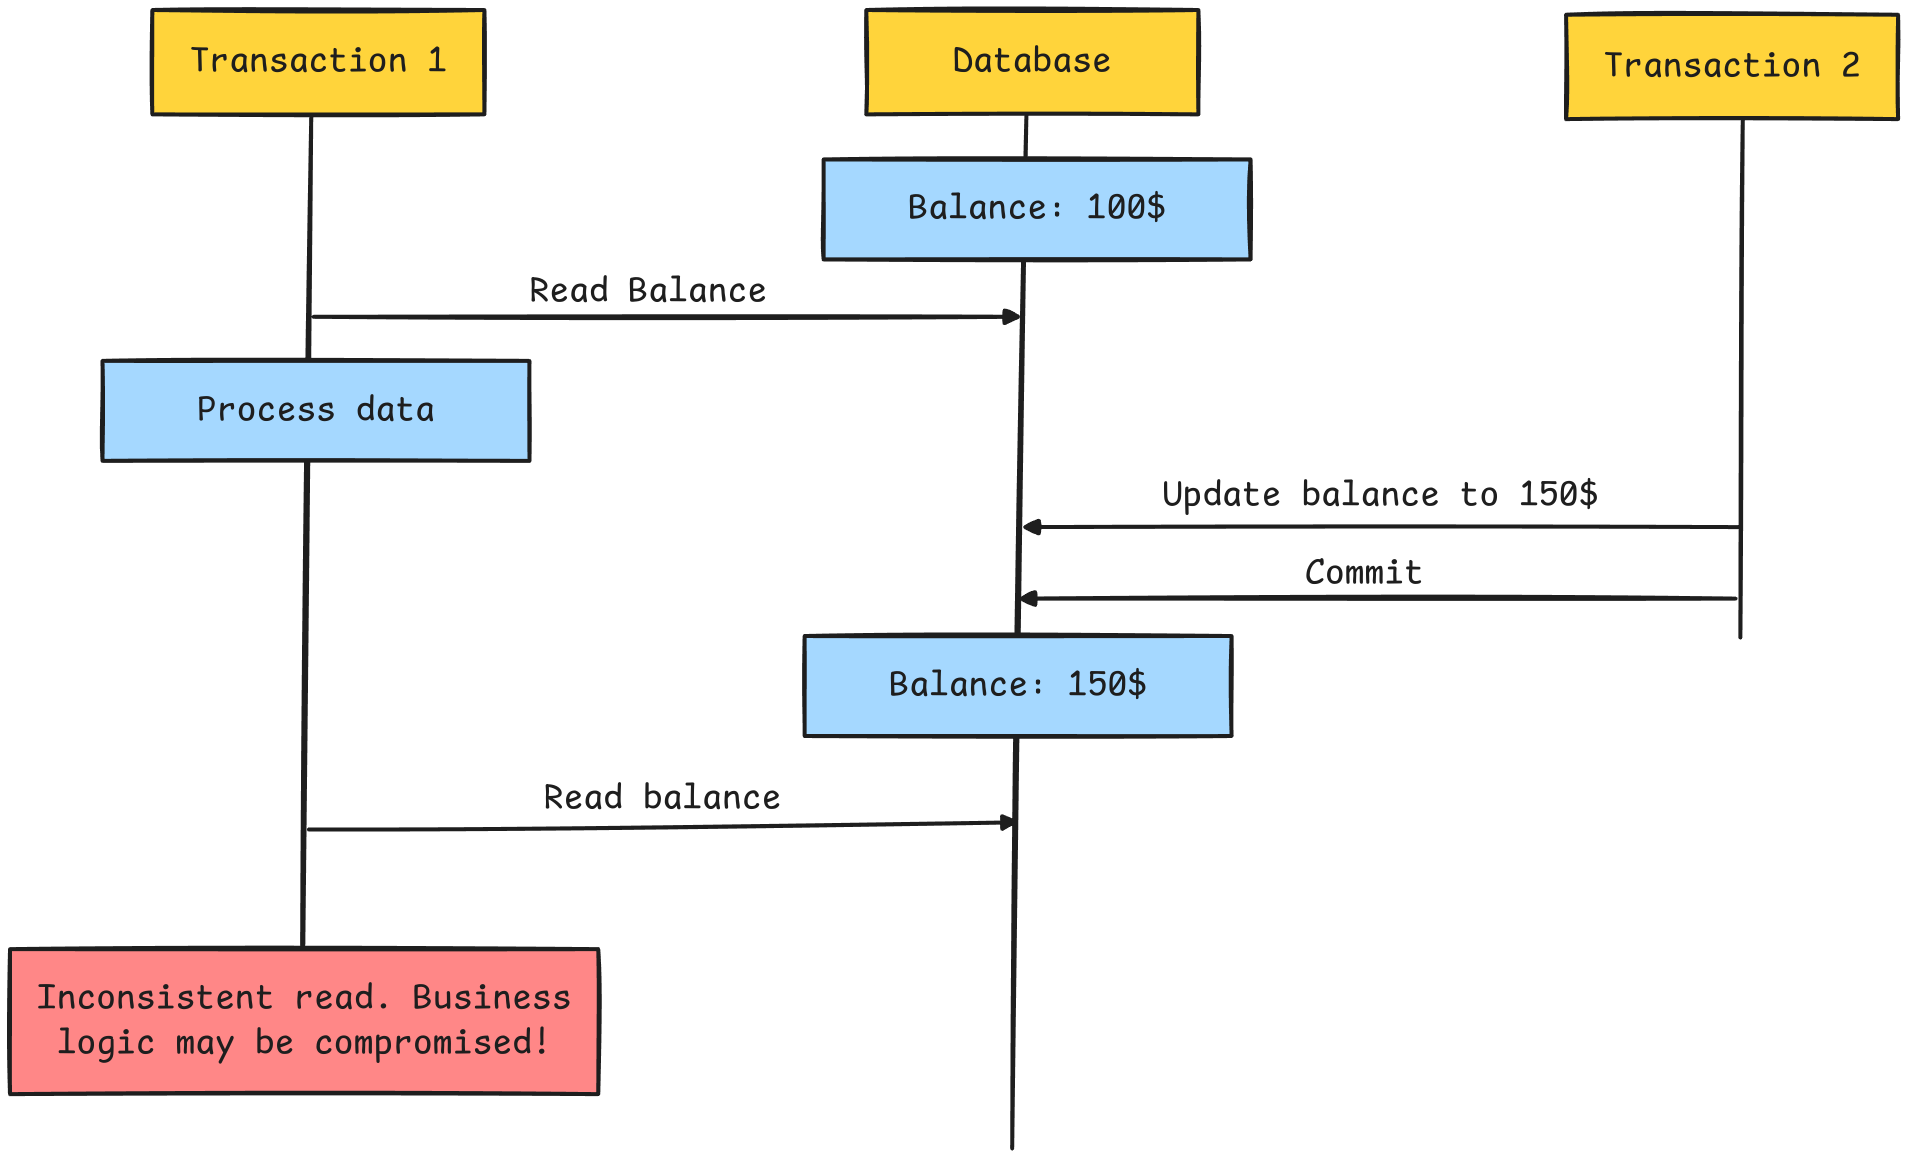 Transaction 1
Database
Transaction 2
Balance: 100$
Read Balance
Process data
Update balance to 150$
Commit
Balance: 150$
Read balance
Inconsistent read. Business
logic may be compromised!